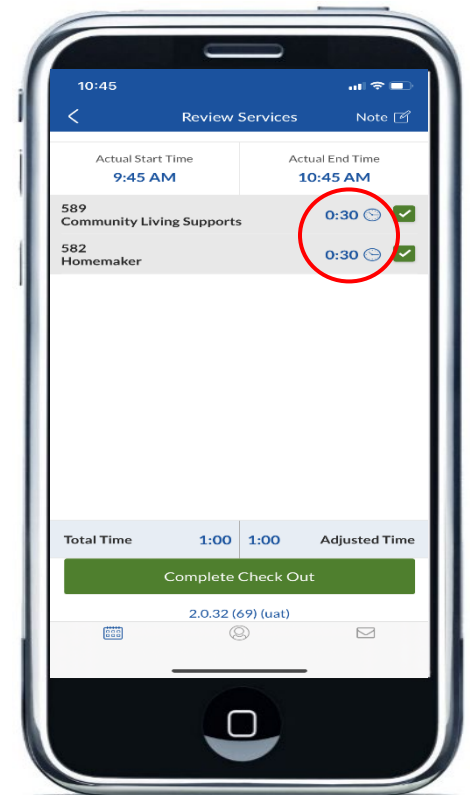 10:45
Review Services Note
Actual Start Time Actual End Time
9:45 AM 10:45 AM
589
Community Living Supports 0:30
582
Homemaker 0:30
Total Time 1:00 1:00 Adjusted Time
Complete Check Out
2.0.32 (69) (uat)